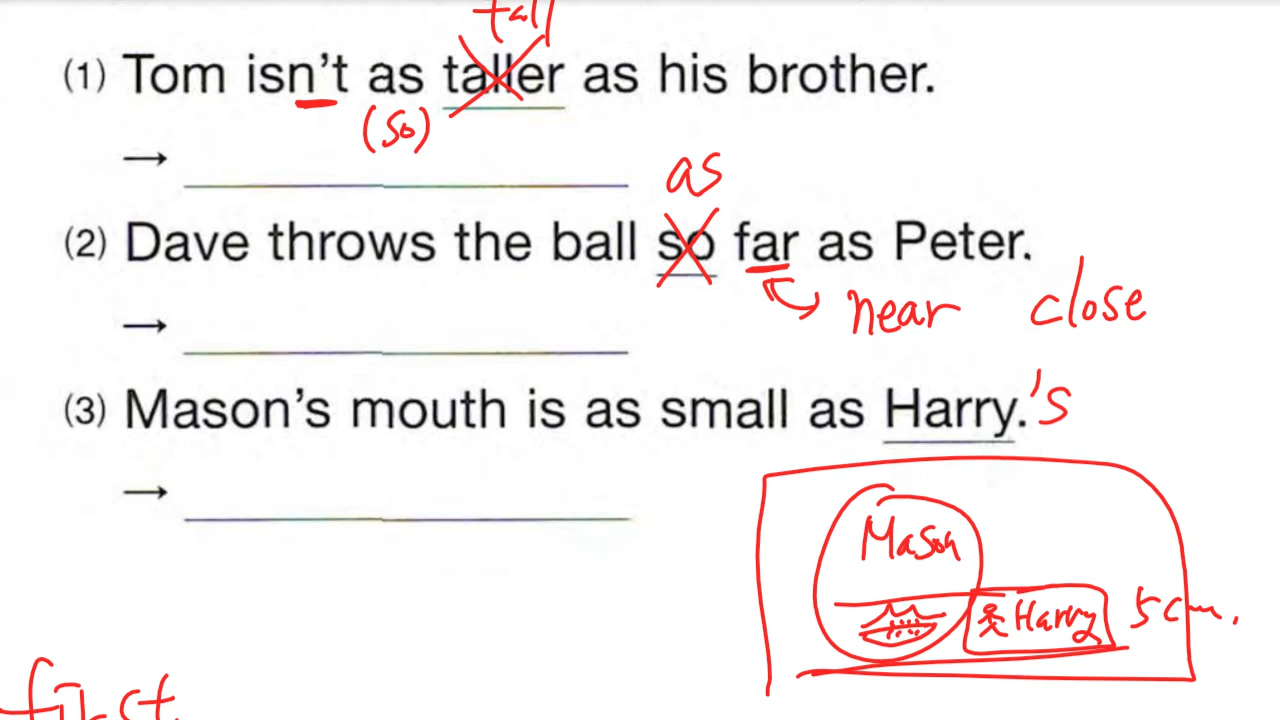 tall
(1) Tom isn't as taller as his brother.
(so)
→
as
(2) Dave throws the ball so far as Peter.
near close
→
(3) Mason's mouth is as small as Harry.'s
→
Mason
Harry 5cm.
first